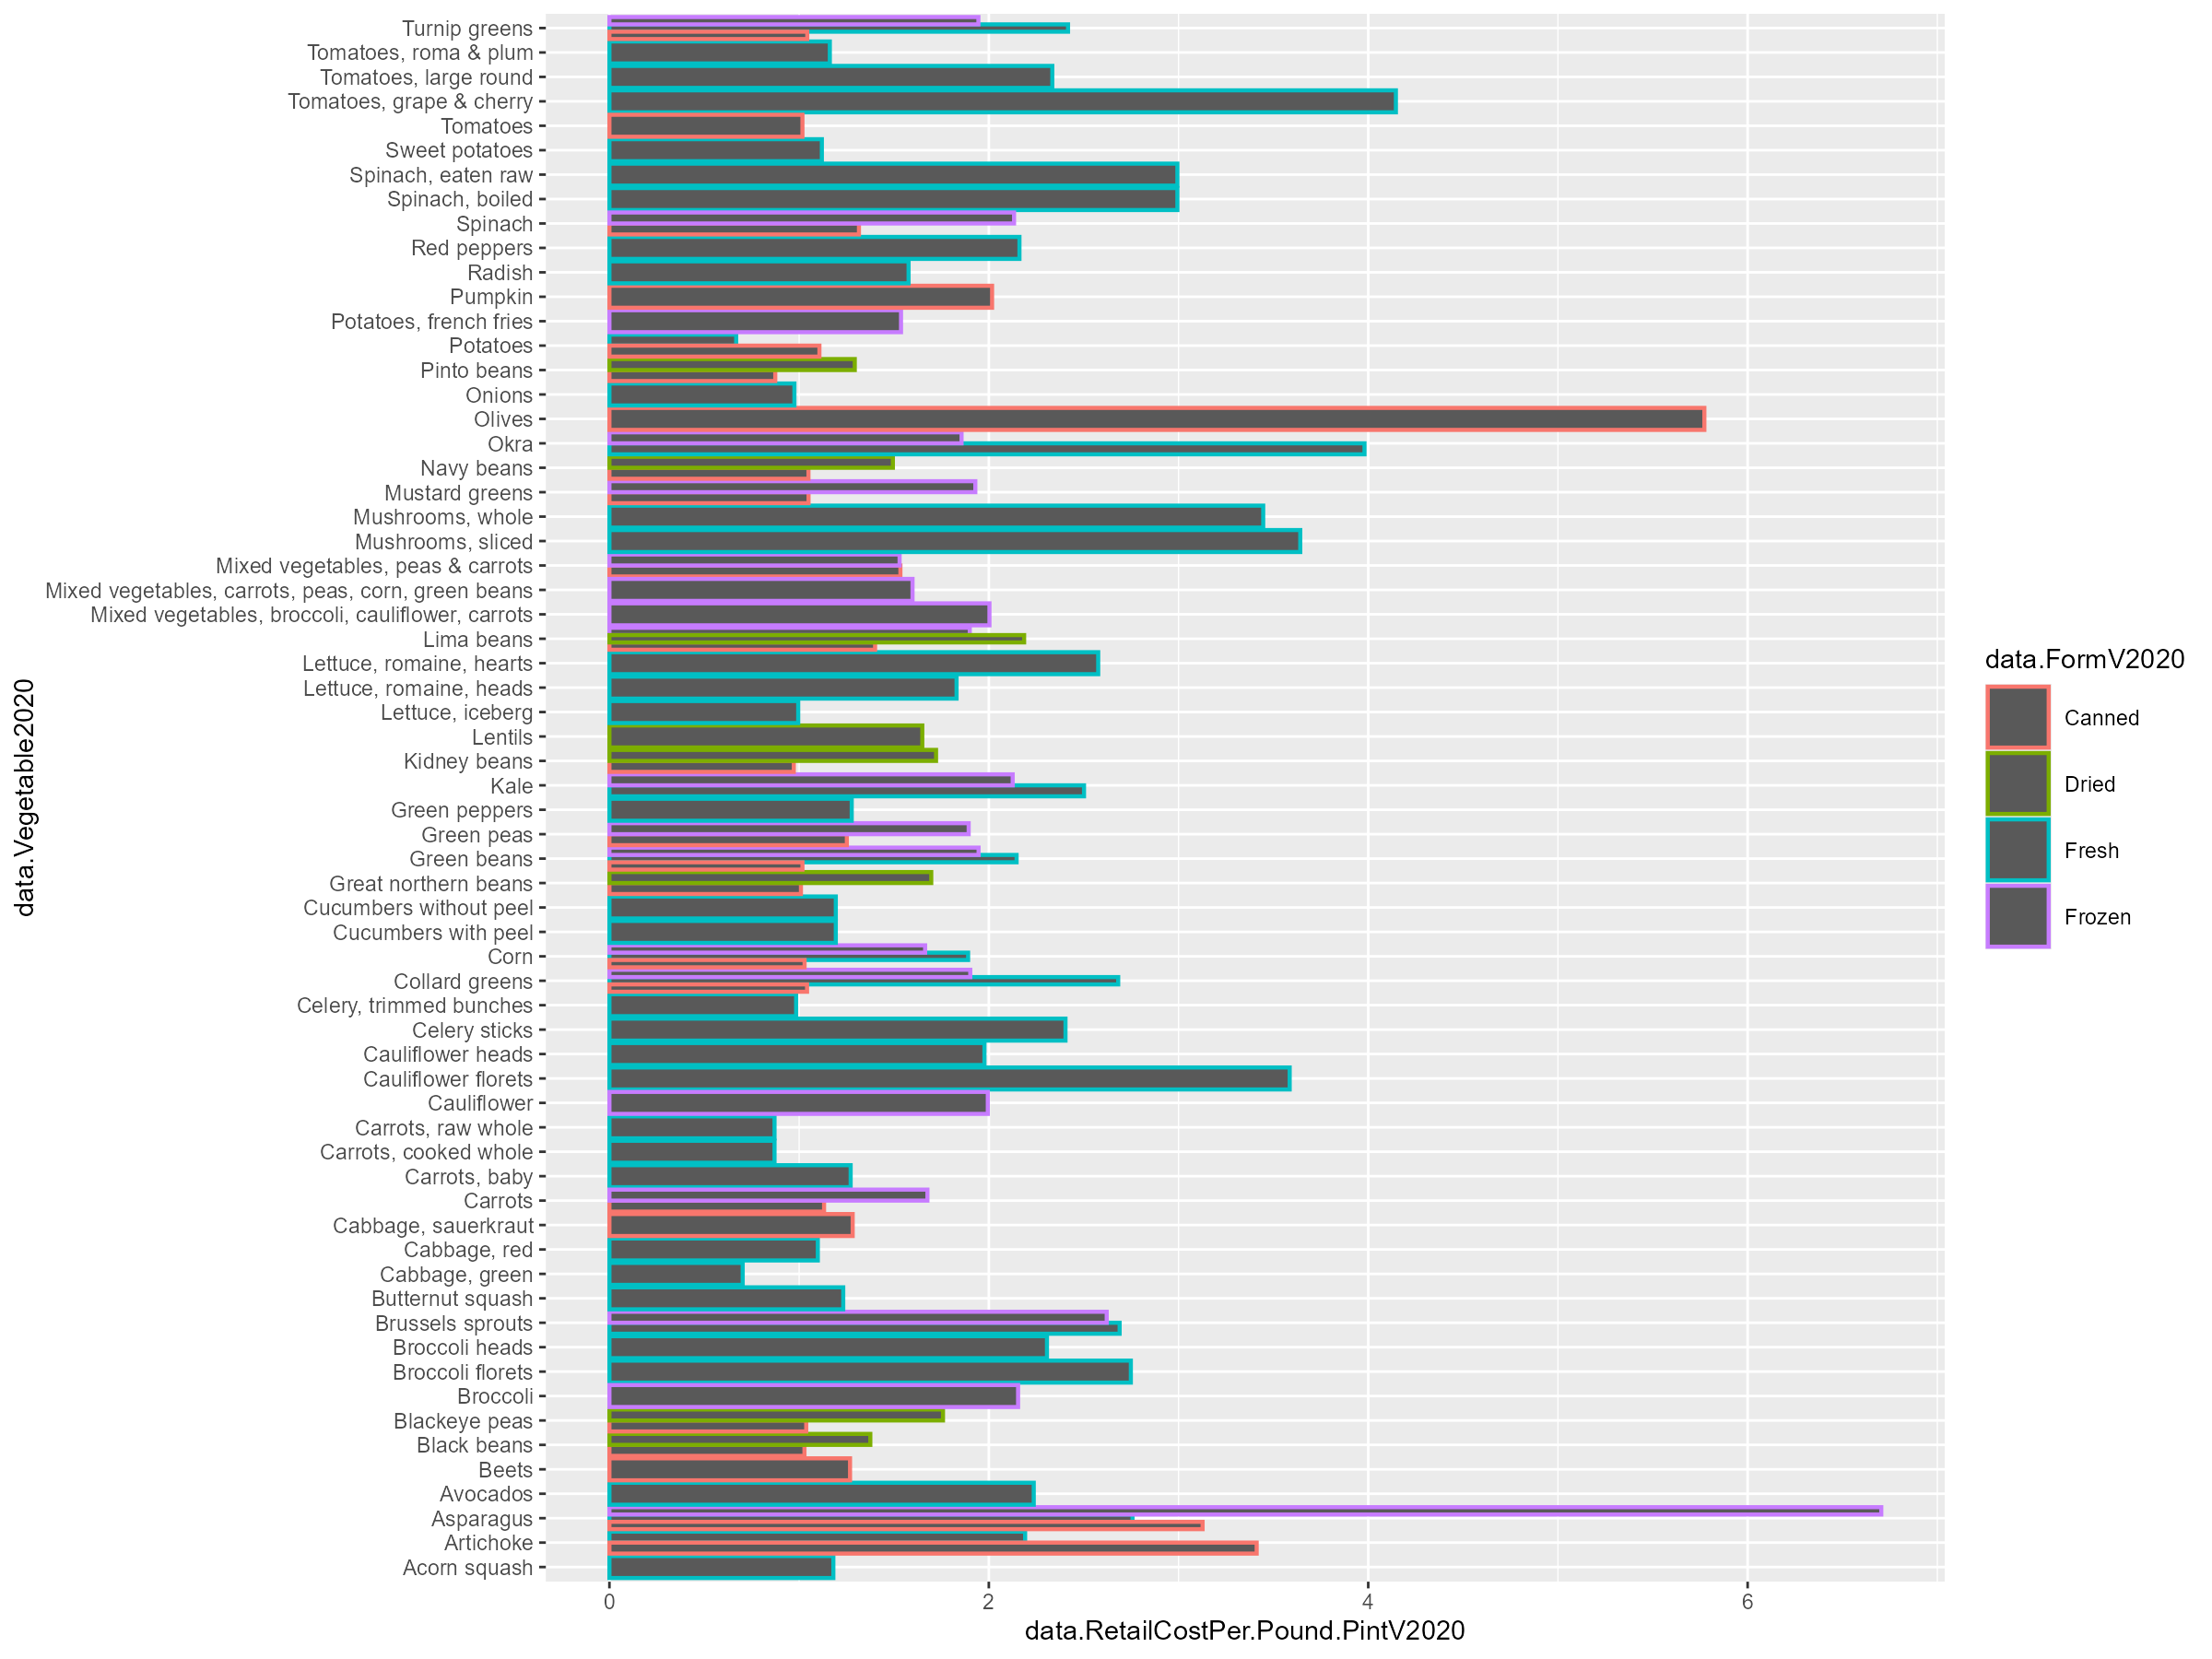 Turnip greens
Tomatoes, roma & plum
Tomatoes, large round
Tomatoes, grape & cherry
Tomatoes
Sweet potatoes
Spinach, eaten raw
Spinach, boiled
Spinach
Red peppers
Radish
Pumpkin
Potatoes, french fries
Potatoes
Pinto beans
Onions
Olives
Okra
Navy beans
Mustard greens
Mushrooms, whole
Mushrooms, sliced
Mixed vegetables, peas & carrots
Mixed vegetables, carrots, peas, corn, green beans
Mixed vegetables, broccoli, cauliflower, carrots
Lima beans
Lettuce, romaine, hearts
Lettuce, romaine, heads
Lettuce, iceberg
Lentils
Kidney beans
Kale
Green peppers
Green peas
Green beans
Great northern beans
Cucumbers without peel
Cucumbers with peel
Corn
Collard greens
Celery, trimmed bunches
Celery sticks
Cauliflower heads
Cauliflower florets
Cauliflower
Carrots, raw whole
Carrots, cooked whole
Carrots, baby
Carrots
Cabbage, sauerkraut
Cabbage, red
Cabbage, green
Butternut squash
Brussels sprouts
Broccoli heads
Broccoli florets
Broccoli
Blackeye peas
Black beans
Beets
Avocados
Asparagus
Artichoke
Acorn squash
data.Vegetable2020
0 2 4 6
data.RetailCostPer.Pound.PintV2020
data.FormV2020
Canned
Dried
Fresh
Frozen